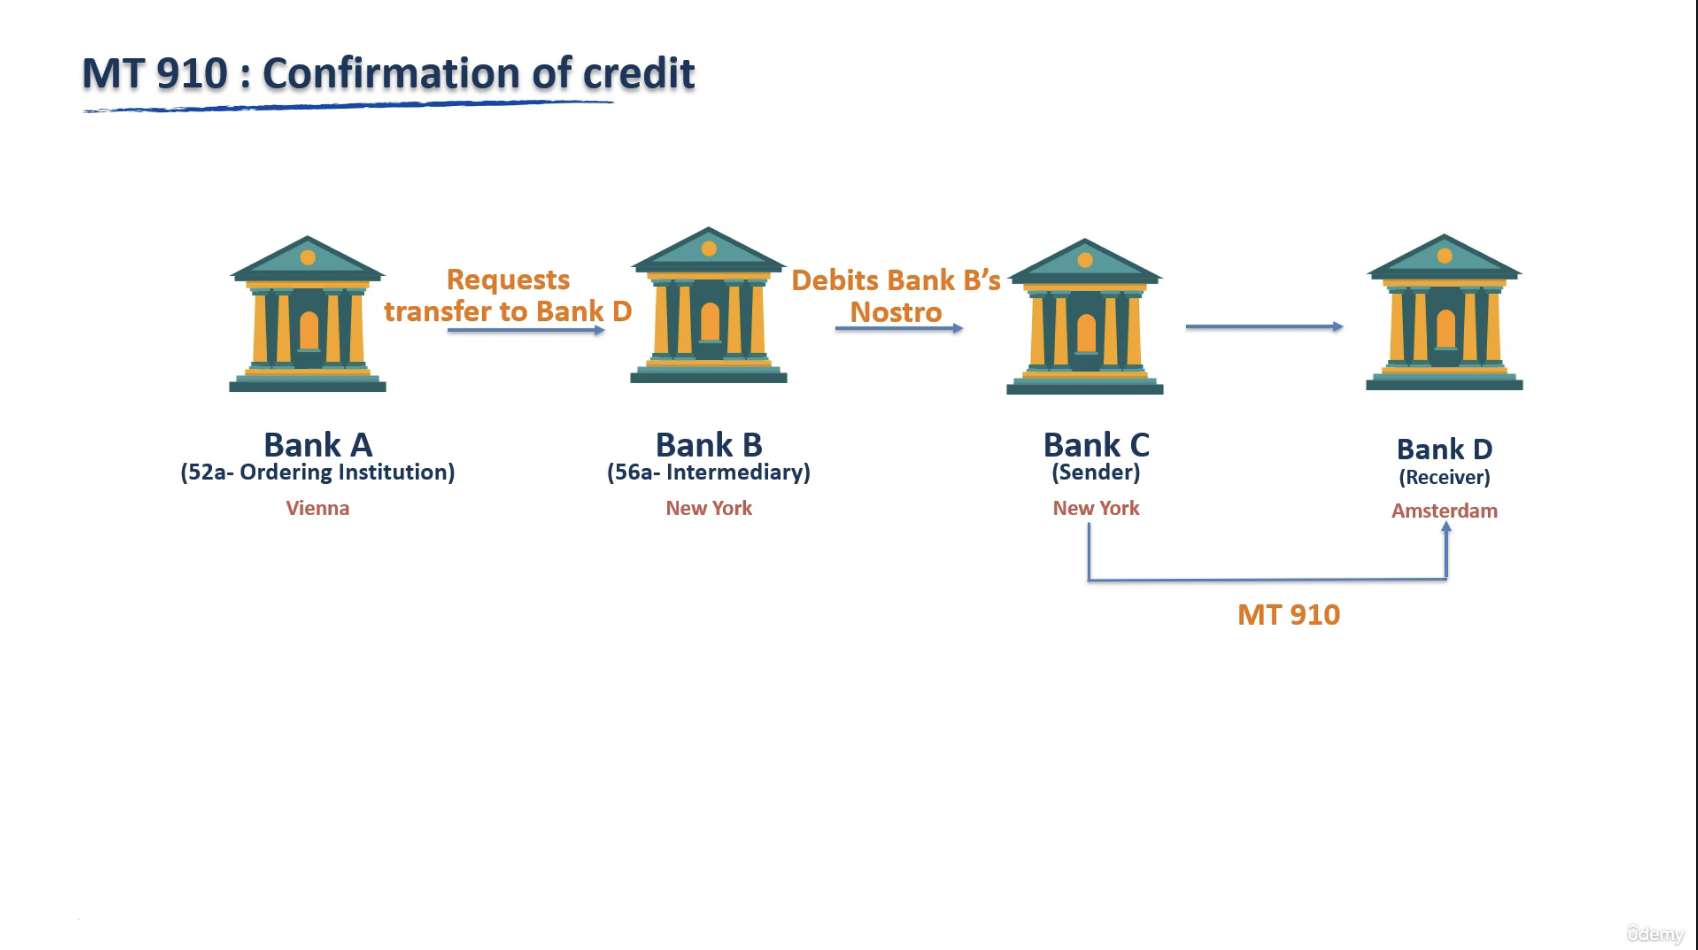 MT 910 : Confirmation of credit
Requests
transfer to Bank D
Debits Bank B’s
Nostro
Bank A
(52a- Ordering Institution)
Vienna
Bank B
(56a- Intermediary)
New York
Bank C
(Sender)
New York
Bank D
(Receiver)
Amsterdam
MT 910
ûdemy